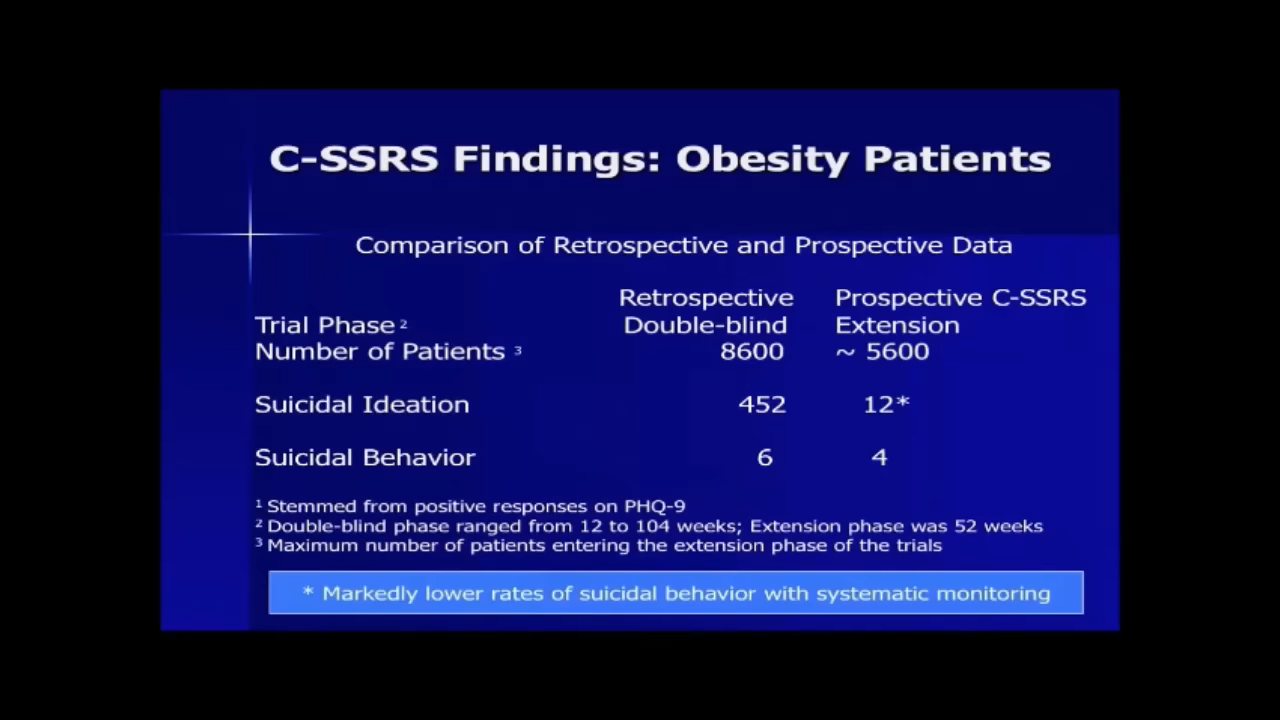 C-SSRS Findings: Obesity Patients
Comparison of Retrospective and Prospective Data
Retrospective Prospective C-SSRS
Trial Phase ² Double-blind Extension
Number of Patients ³ 8600 ~ 5600
Suicidal Ideation 452 12*
Suicidal Behavior 6 4
¹ Stemmed from positive responses on PHQ-9
² Double-blind phase ranged from 12 to 104 weeks; Extension phase was 52 weeks
³ Maximum number of patients entering the extension phase of the trials
* Markedly lower rates of suicidal behavior with systematic monitoring